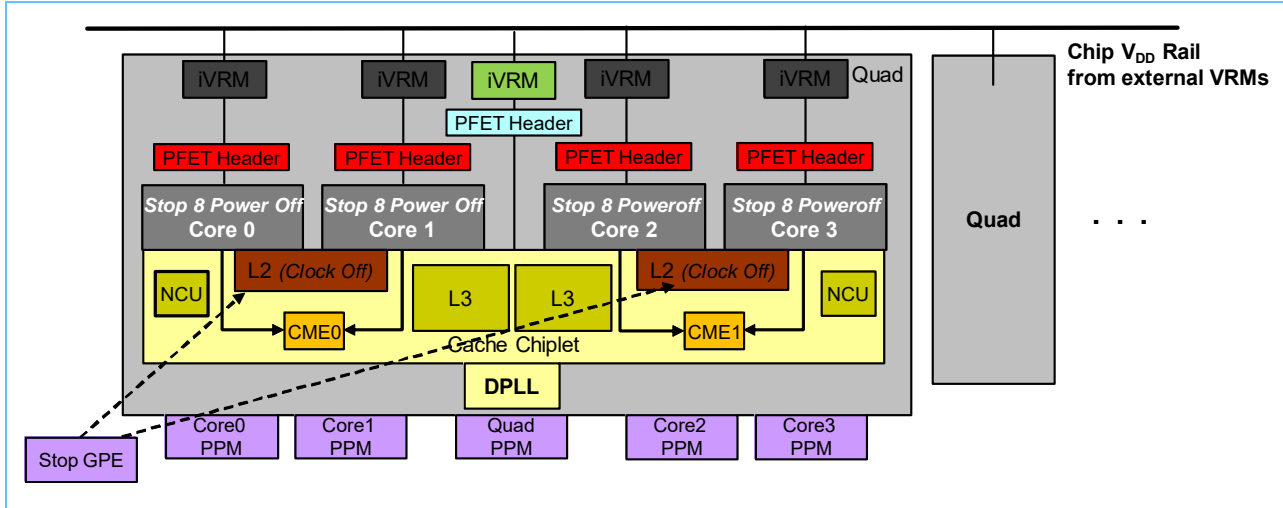 Chip VDD Rail
from external VRMs
Quad
iVRM
iVRM
iVRM
iVRM
iVRM
PFET Header
PFET Header
PFET Header
PFET Header
PFET Header
Stop 8 Power Off
Core 0
Stop 8 Power Off
Core 1
Stop 8 Poweroff
Core 2
Stop 8 Poweroff
Core 3
Quad
. . .
NCU
L2 (Clock Off)
L3
L3
L2 (Clock Off)
NCU
CME0
CME1
Cache Chiplet
DPLL
Core0
PPM
Core1
PPM
Quad
PPM
Core2
PPM
Core3
PPM
Stop GPE